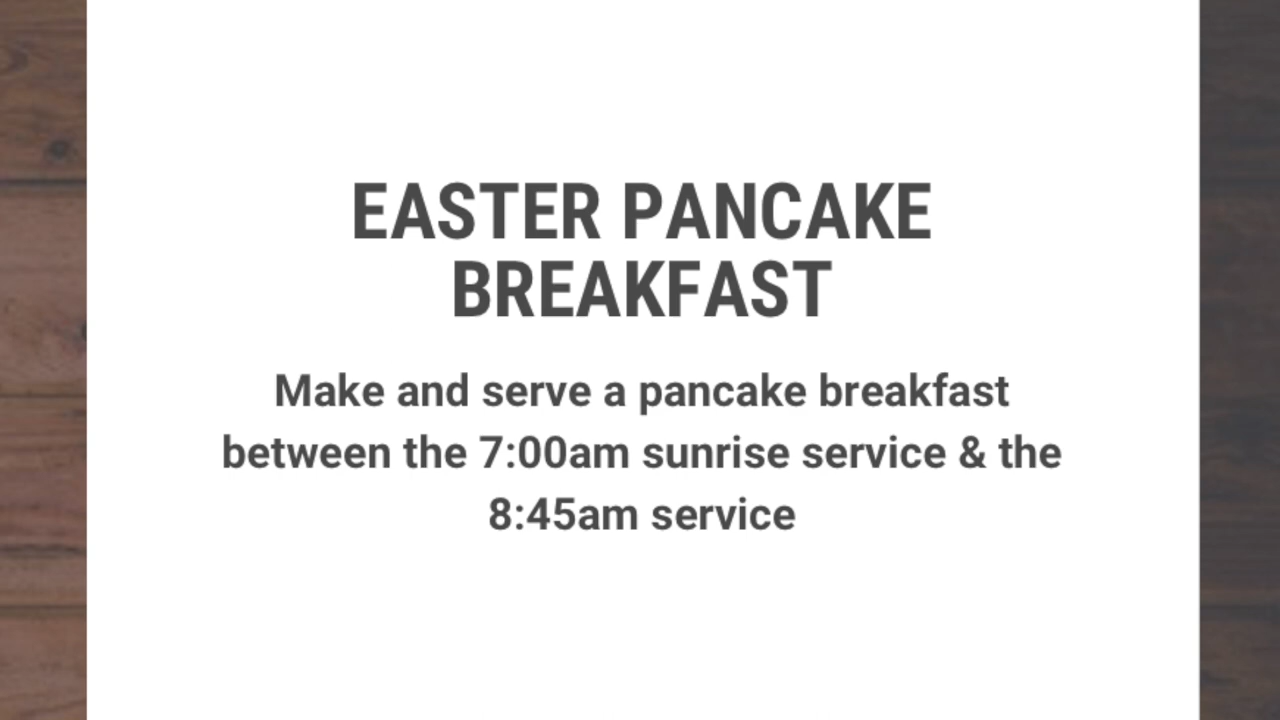 EASTER PANCAKE
BREAKFAST
Make and serve a pancake breakfast
between the 7:00am sunrise service & the
8:45am service